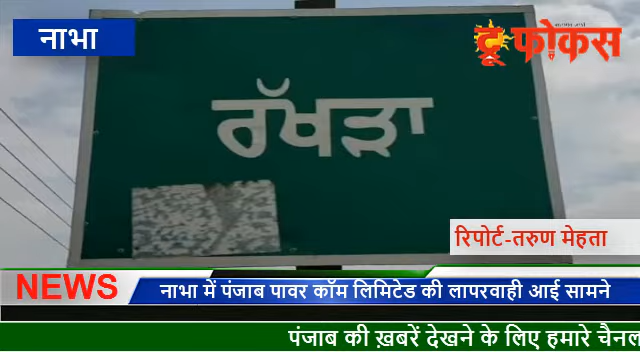 नाभा
टू फोकस
ਰੱਖੜਾ
रिपोर्ट-तरुण मेहता
NEWS
नाभा में पंजाब पावर कॉम लिमिटेड की लापरवाही आई सामने
पंजाब की ख़बरें देखने के लिए हमारे चैनल